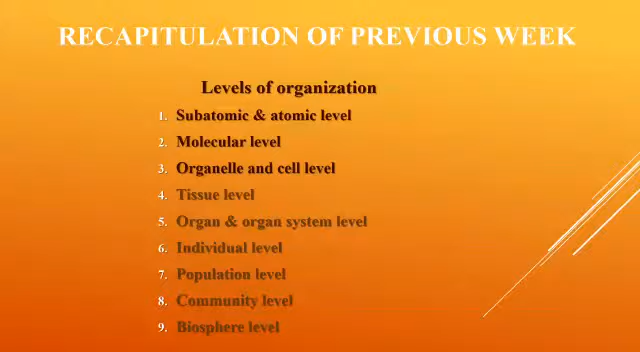 RECAPITULATION OF PREVIOUS WEEK
Levels of organization
1. Subatomic & atomic level
2. Molecular level
3. Organelle and cell level
4. Tissue level
5. Organ & organ system level
6. Individual level
7. Population level
8. Community level
9. Biosphere level